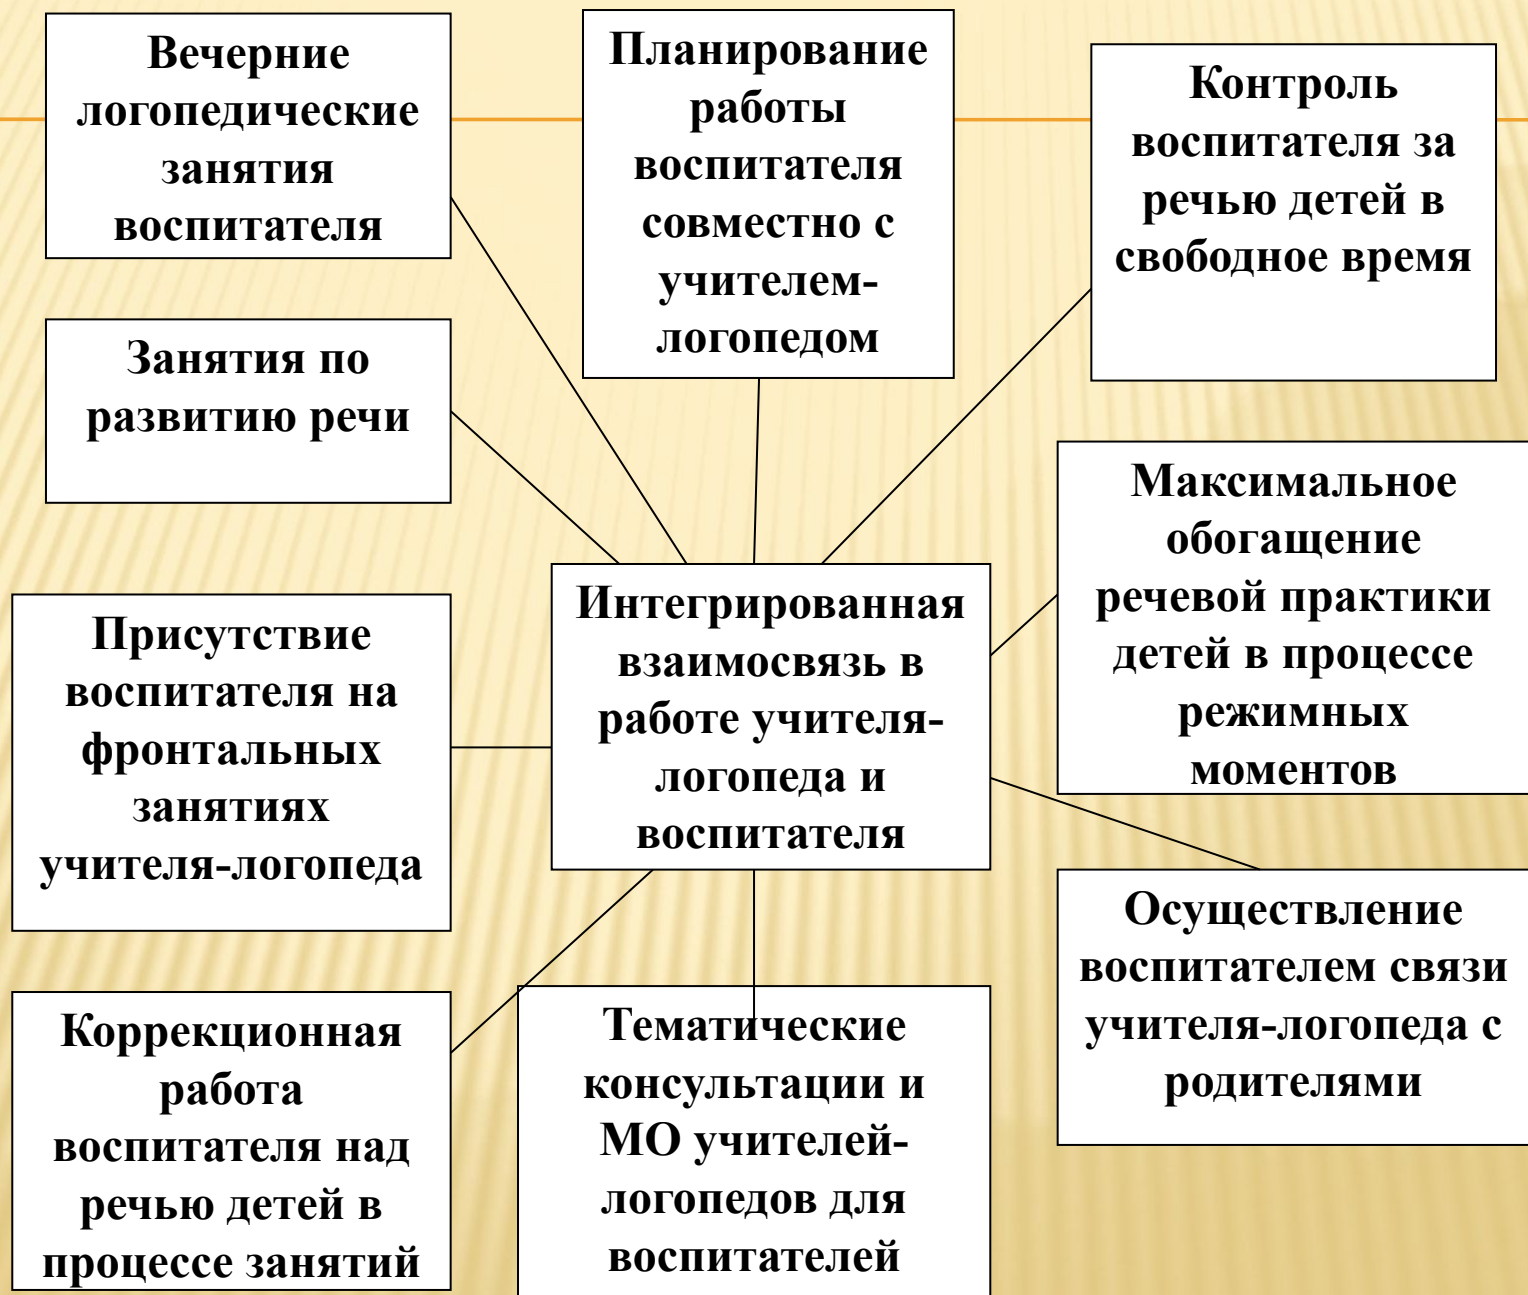 Вечерние
логопедические
занятия
воспитателя
Планирование
работы
воспитателя
совместно с
учителем-
логопедом
Контроль
воспитателя за
речью детей в
свободное время
Занятия по
развитию речи
Максимальное
обогащение
речевой практики
детей в процессе
режимных
моментов
Интегрированная
взаимосвязь в
работе учителя-
логопеда и
воспитателя
Присутствие
воспитателя на
фронтальных
занятиях
учителя-логопеда
Осуществление
воспитателем связи
учителя-логопеда с
родителями
Коррекционная
работа
воспитателя над
речью детей в
процессе занятий
Тематические
консультации и
МО учителей-
логопедов для
воспитателей